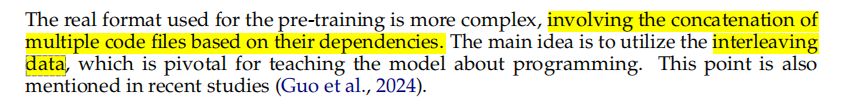 The real format used for the pre-training is more complex, involving the concatenation of
multiple code files based on their dependencies. The main idea is to utilize the interleaving
data, which is pivotal for teaching the model about programming. This point is also
mentioned in recent studies (Guo et al., 2024).